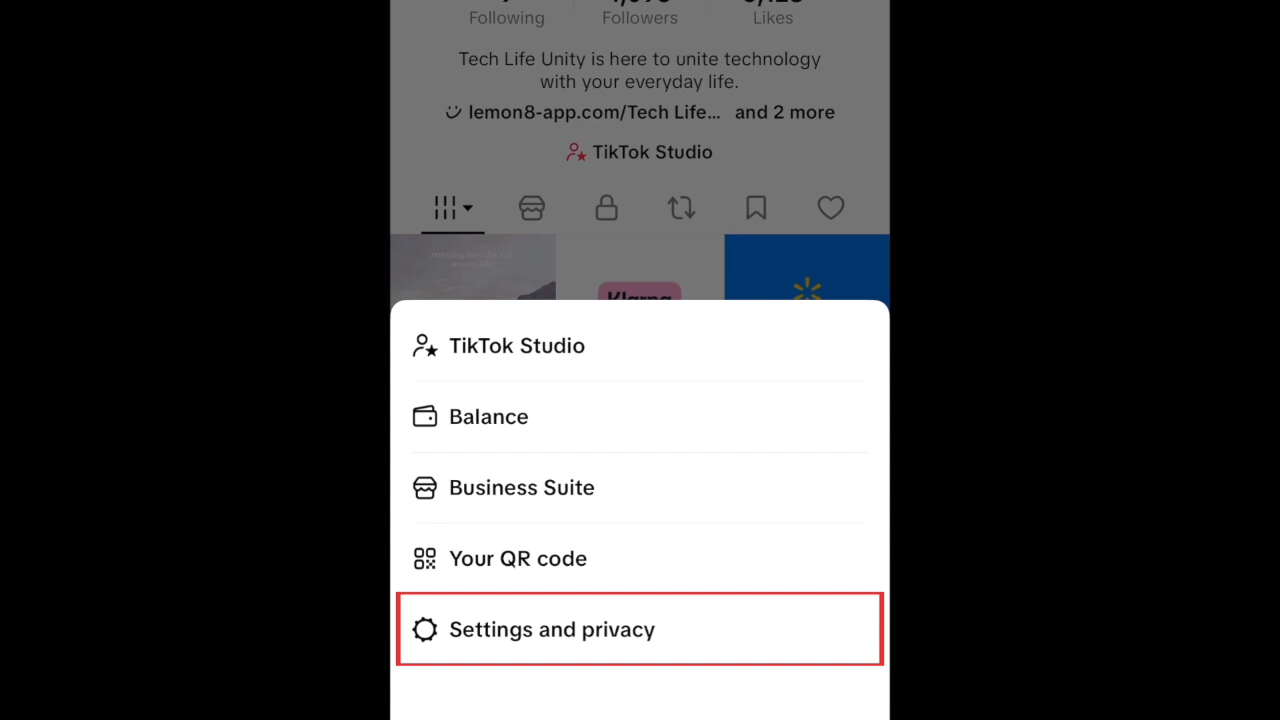 Following Followers Likes
Tech Life Unity is here to unite technology
with your everyday life.
lemon8-app.com/Tech Life... and 2 more
TikTok Studio
Klarna
TikTok Studio
Balance
Business Suite
Your QR code
Settings and privacy